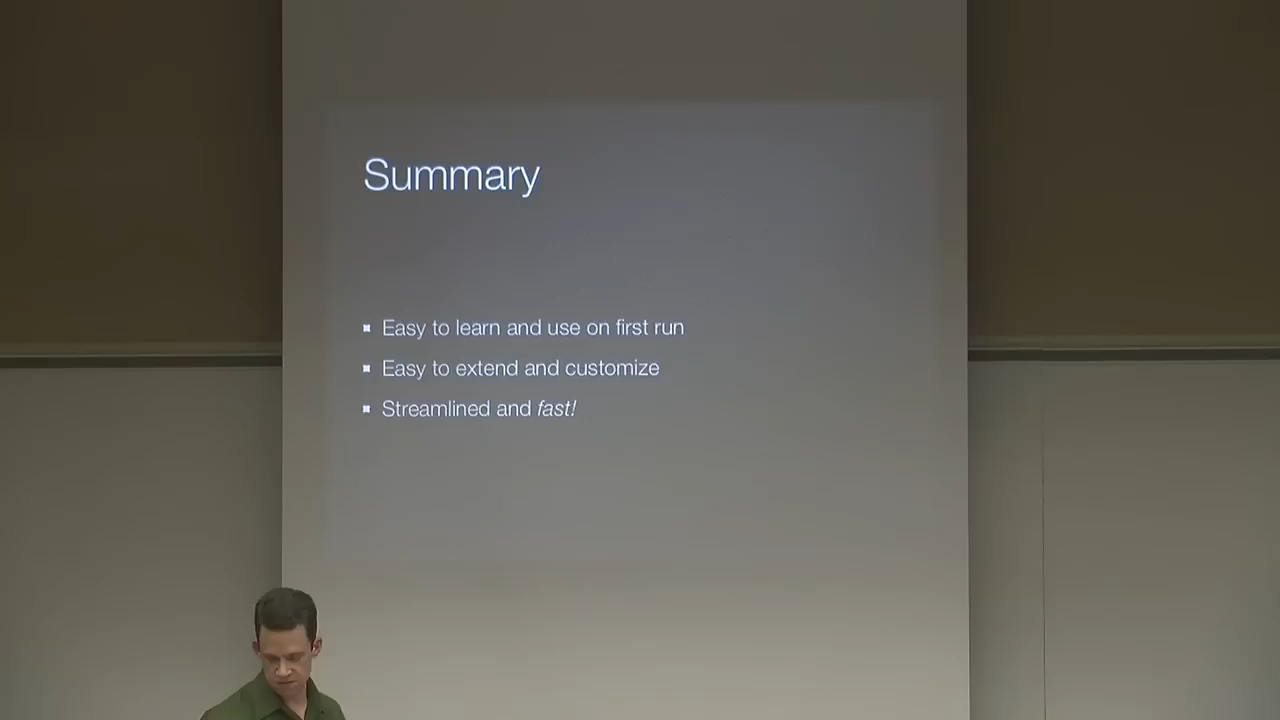 Summary
Easy to learn and use on first run
Easy to extend and customize
Streamlined and fast!